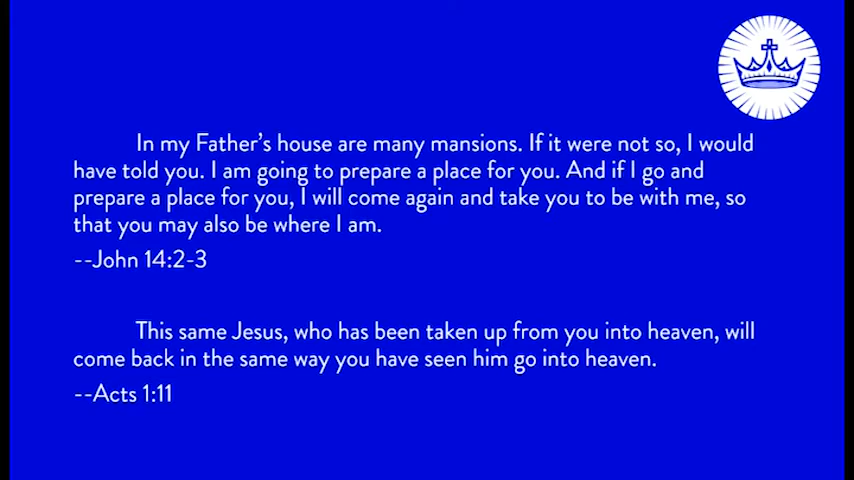 In my Father's house are many mansions. If it were not so, I would
have told you. I am going to prepare a place for you. And if I go and
prepare a place for you, I will come again and take you to be with me, so
that you may also be where I am.
--John 14:2-3
This same Jesus, who has been taken up from you into heaven, will
come back in the same way you have seen him go into heaven.
--Acts 1:11